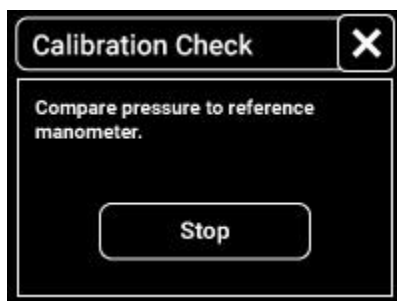 Calibration Check
Compare pressure to reference
manometer.
Stop